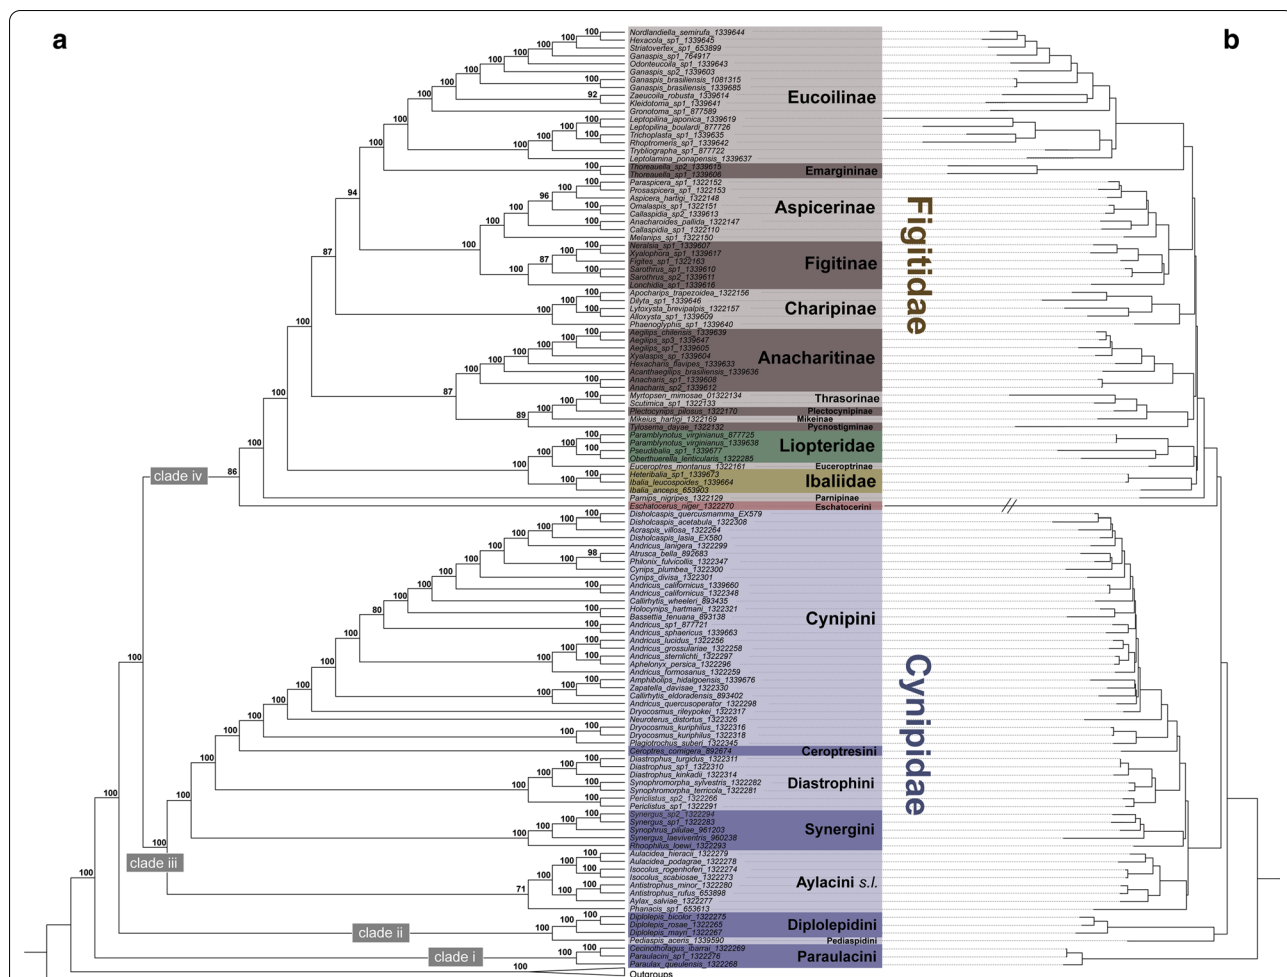 a
b
Nordlandiella_semirufa_1339644
Hexacola_sp1_1339645
Striatovertex_sp1_653899
Ganaspis_sp1_764917
Odonteucoila_sp1_1339643
Ganaspis_sp2_1339603
Ganaspis_brasiliensis_1081315
Ganaspis_brasiliensis_1339685
Zaeucoila_robusta_1339614
Kleidotoma_sp1_1339641
Gronotoma_sp1_877589
Leptopilina_japonica_1339619
Leptopilina_boulardi_877726
Trichoplasta_sp1_1339635
Rhoptromeris_sp1_1339642
Trybliographa_sp1_877722
Leptolamina_ponapensis_1339637
Eucoilinae
Thoreauella_sp2_1339615
Thoreauella_sp1_1339606
Emargininae
Paraspicera_sp1_1322152
Prosaspicera_sp1_1322153
Aspicera_hartigi_1322148
Omalaspis_sp1_1322151
Callaspidia_sp2_1339613
Anacharoides_pallida_1322147
Callaspidia_sp1_1322110
Melanips_sp1_1322150
Aspicerinae
Neralsia_sp1_1339607
Xyalophora_sp1_1339617
Figites_sp1_1322163
Sarothrus_sp1_1339610
Sarothrus_sp2_1339611
Lonchidia_sp1_1339616
Figitinae
Apocharips_trapezoidea_1322156
Dilyta_sp1_1339646
Lytoxysta_brevipalpis_1322157
Alloxysta_sp1_1339609
Phaenoglyphis_sp1_1339640
Charipinae
Aegilips_chilensis_1339639
Aegilips_sp3_1339647
Aegilips_sp1_1339605
Xyalaspis_sp_1339604
Hexacharis_flavipes_1339633
Acanthaegilips_brasiliensis_1339636
Anacharis_sp1_1339608
Anacharis_sp2_1339612
Anacharitinae
Myrtopsen_mimosae_01322134
Scutimica_sp1_1322133
Thrasorinae
Plectocynips_pilosus_1322170
Plectocynipinae
Mikeius_hartigi_1322169
Mikeinae
Tylosema_dayae_1322132
Pycnostigminae
Paramblynotus_virginianus_877725
Paramblynotus_virginianus_1339638
Pseudibalia_sp1_1339677
Oberthuerella_lenticularis_1322285
Liopteridae
Euceroptres_montanus_1322161
Euceroptrinae
Heteribalia_sp1_1339673
Ibalia_leucospoides_1339664
Ibalia_anceps_653903
Ibaliidae
Parnips_nigripes_1322129
Parnipinae
Eschatocerus_niger_1322270
Eschatocerini
Figitidae
Disholcaspis_quercusmamma_EX579
Disholcaspis_acetabula_1322308
Acraspis_villosa_1322264
Disholcaspis_lasia_EX580
Andricus_lanigera_1322299
Atrusca_bella_892683
Philonix_fulvicollis_1322347
Cynips_plumbea_1322300
Cynips_divisa_1322301
Andricus_californicus_1339660
Andricus_californicus_1322348
Callirhytis_wheeleri_893435
Holocynips_hartmani_1322321
Bassettia_tenuana_893138
Andricus_sp1_877721
Andricus_sphaericus_1339663
Andricus_lucidus_1322256
Andricus_grossulariae_1322258
Andricus_sternlichti_1322297
Aphelonyx_persica_1322296
Andricus_formosanus_1322259
Amphibolips_hidalgoensis_1339676
Zapatella_davisae_1322330
Callirhytis_eldoradensis_893402
Andricus_quercusoperator_1322298
Dryocosmus_rileypokei_1322317
Neuroterus_distortus_1322326
Dryocosmus_kuriphilus_1322316
Dryocosmus_kuriphilus_1322318
Plagiotrochus_suberi_1322345
Cynipini
Ceroptres_cornigera_892674
Ceroptresini
Diastrophus_turgidus_1322311
Diastrophus_sp1_1322310
Diastrophus_kinkadii_1322314
Synophromorpha_sylvestris_1322282
Synophromorpha_terricola_1322281
Periclistus_sp2_1322266
Periclistus_sp1_1322291
Diastrophini
Synergus_sp2_1322294
Synergus_sp1_1322283
Synophrus_pilulae_961203
Synergus_laeviventris_960238
Rhoophilus_loewi_1322293
Synergini
Aulacidea_hieracii_1322279
Aulacidea_podagrae_1322278
Isocolus_rogenhoferi_1322274
Isocolus_scabiosae_1322273
Antistrophus_minor_1322280
Antistrophus_rufus_653898
Aylax_salviae_1322277
Phanacis_sp1_653613
Aylacini s.l.
Diplolepis_bicolor_1322275
Diplolepis_rosae_1322265
Diplolepis_mayri_1322267
Diplolepidini
Pediaspis_aceris_1339590
Pediaspidini
Cecinothofagus_ibarrai_1322269
Paraulacini_sp1_1322276
Paraulax_queulensis_1322268
Paraulacini
Outgroups
Cynipidae
clade iv
clade iii
clade ii
clade i